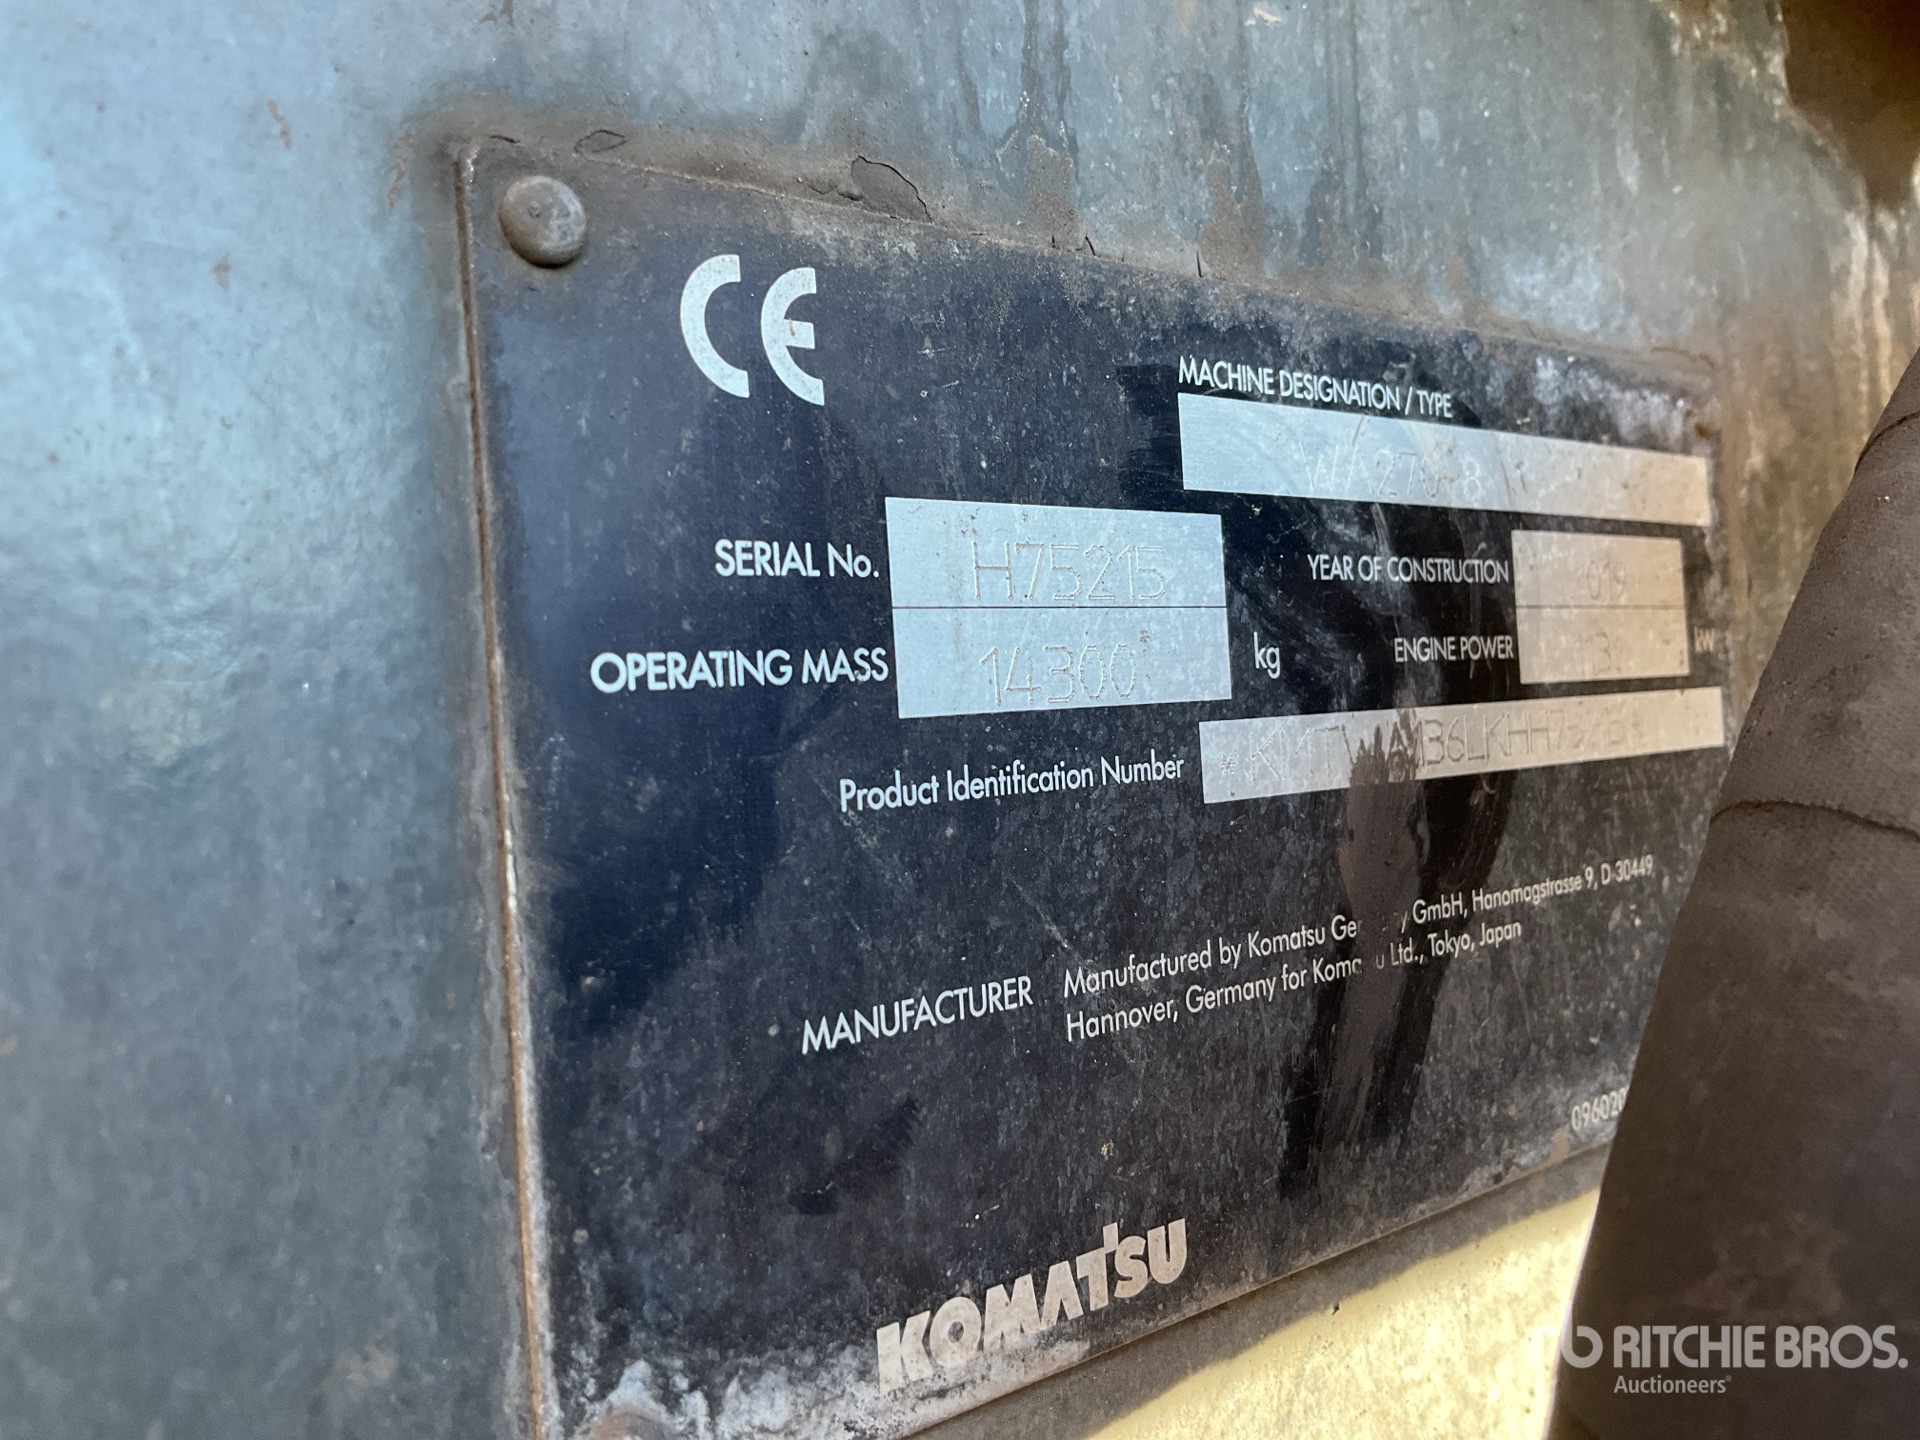 CE
MACHINE DESIGNATION / TYPE
WA270-8
SERIAL No. H75215
YEAR OF CONSTRUCTION 019
OPERATING MASS 14300 kg
ENGINE POWER kW
Product Identification Number
MANUFACTURER Manufactured by Komatsu GmbH, Hanomagstrasse 9, D-30449
Hannover, Germany for Ltd., Tokyo, Japan
KOMATSU
RITCHIE BROS.
Auctioneers